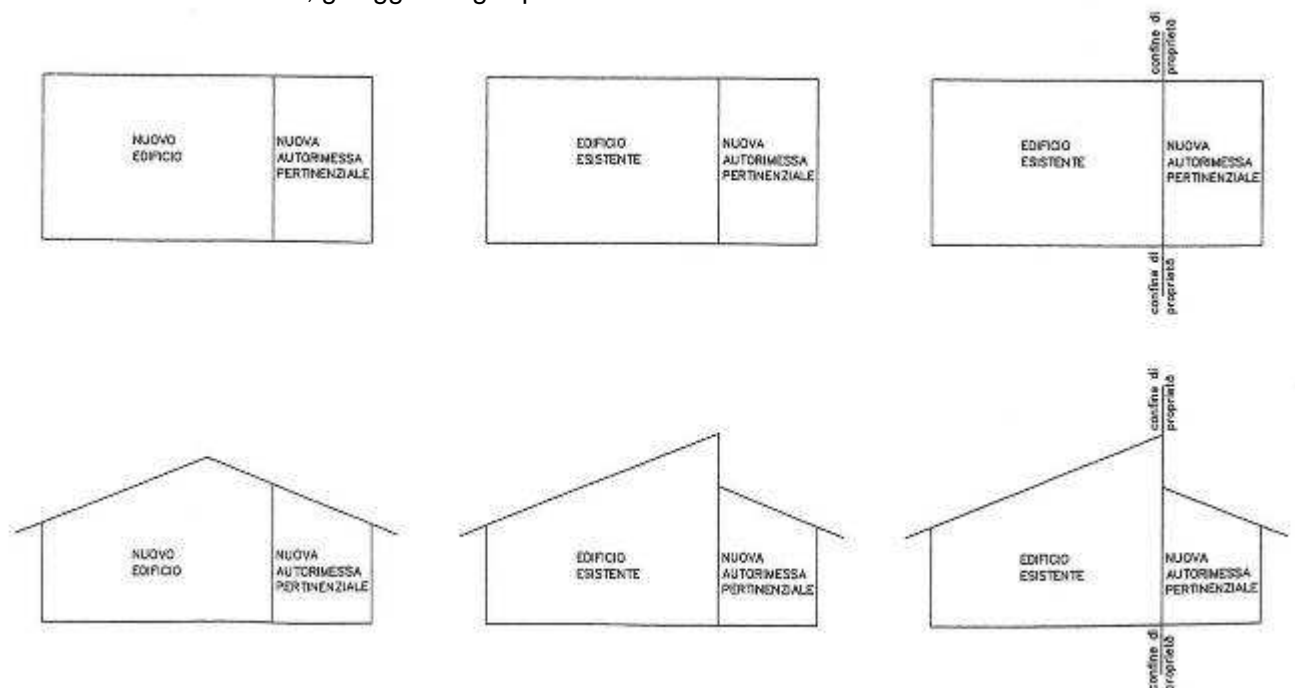 confine di
proprietà
NUOVO
EDIFICIO
NUOVA
AUTORIMESSA
PERTINENZIALE
EDIFICIO
ESISTENTE
NUOVA
AUTORIMESSA
PERTINENZIALE
EDIFICIO
ESISTENTE
NUOVA
AUTORIMESSA
PERTINENZIALE
confine di
proprietà
confine di
proprietà
NUOVO
EDIFICIO
NUOVA
AUTORIMESSA
PERTINENZIALE
EDIFICIO
ESISTENTE
NUOVA
AUTORIMESSA
PERTINENZIALE
EDIFICIO
ESISTENTE
NUOVA
AUTORIMESSA
PERTINENZIALE
confine di
proprietà